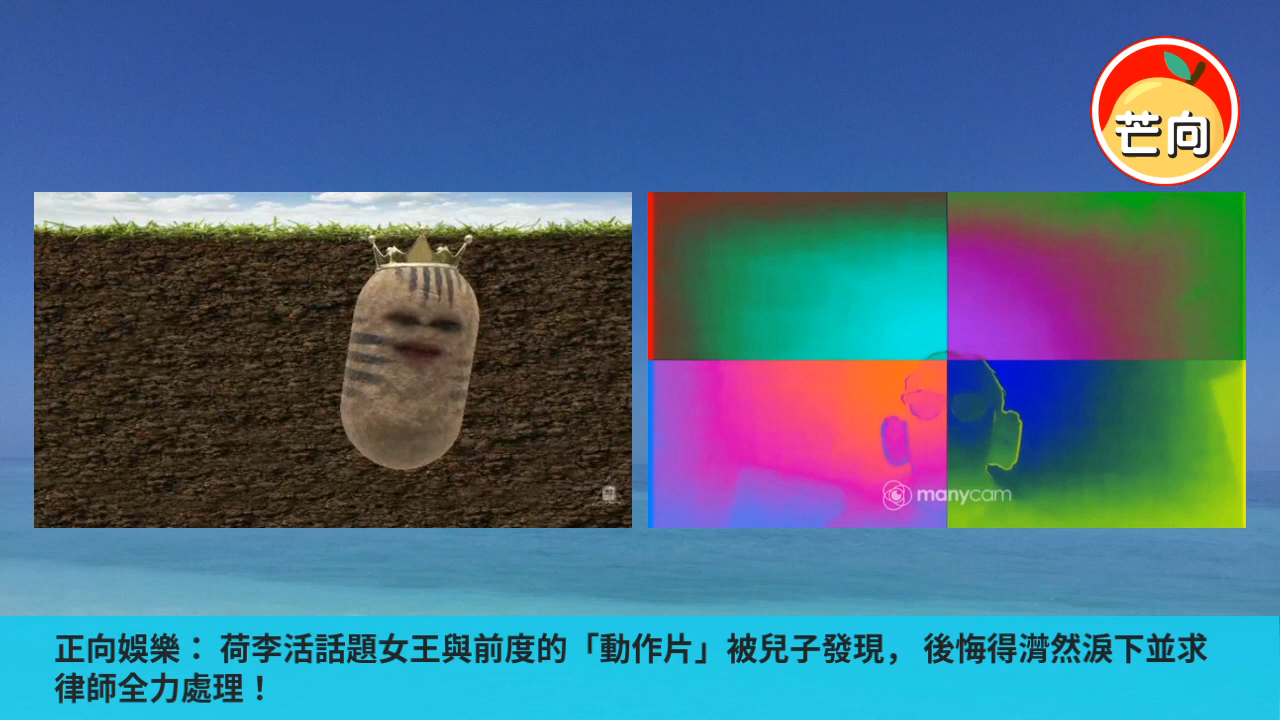 芒向
manycam
正向娛樂： 荷李活話題女王與前度的「動作片」被兒子發現， 後悔得濟然淚下並求
律師全力處理！